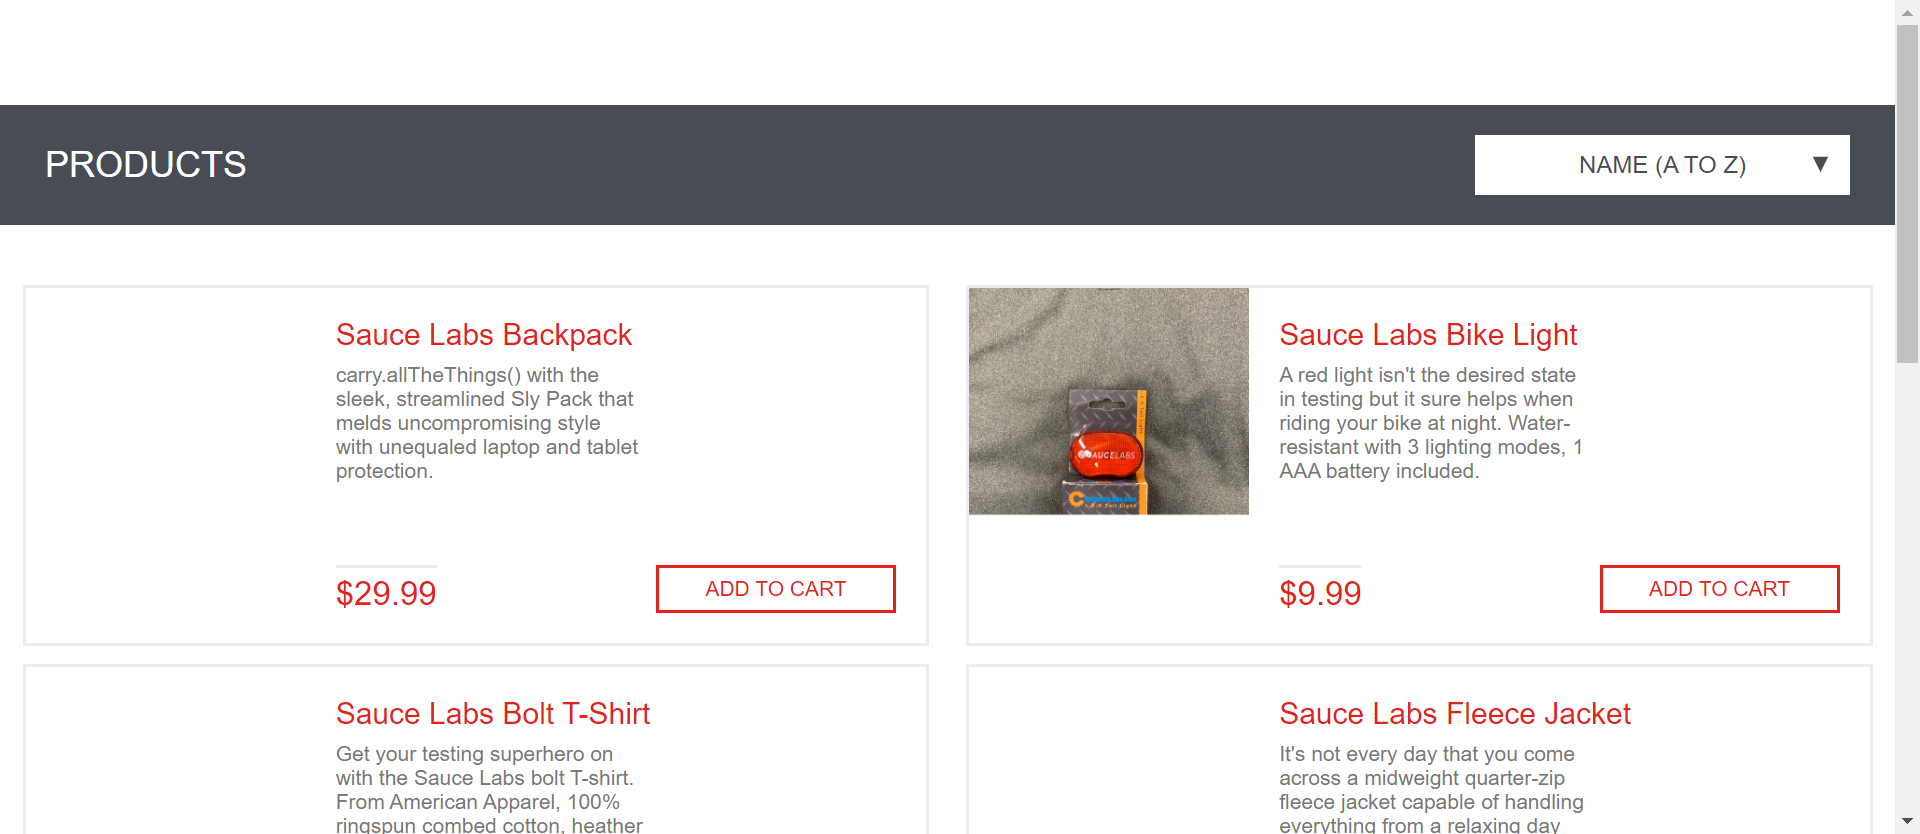 PRODUCTS
NAME (A TO Z)
Sauce Labs Backpack
carry.allTheThings() with the
sleek, streamlined Sly Pack that
melds uncompromising style
with unequaled laptop and tablet
protection.
$29.99
ADD TO CART
SAUCELABS
Sauce Labs Bike Light
A red light isn't the desired state
in testing but it sure helps when
riding your bike at night. Water-
resistant with 3 lighting modes, 1
AAA battery included.
$9.99
ADD TO CART
Sauce Labs Bolt T-Shirt
Get your testing superhero on
with the Sauce Labs bolt T-shirt.
From American Apparel, 100%
ringspun combed cotton, heather
Sauce Labs Fleece Jacket
It's not every day that you come
across a midweight quarter-zip
fleece jacket capable of handling
everything from a relaxing day